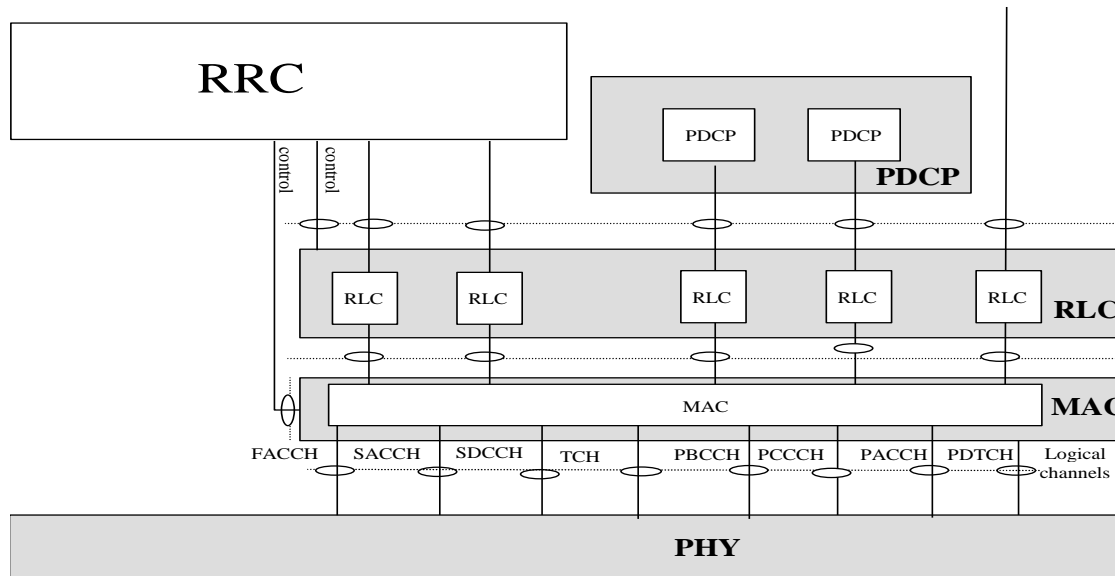 RRC
control
control
PDCP
PDCP
PDCP
RLC
RLC
RLC
RLC
RLC
RLC
MAC
MAC
FACCH
SACCH
SDCCH
TCH
PBCCH
PCCCH
PACCH
PDTCH
Logical
channels
PHY